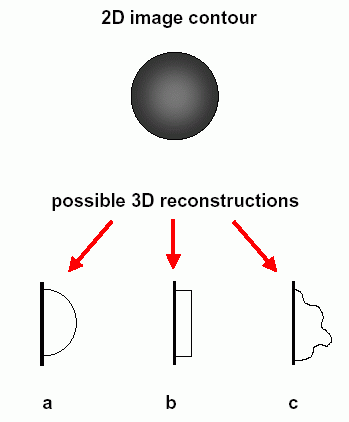 2D image contour
possible 3D reconstructions
a b c